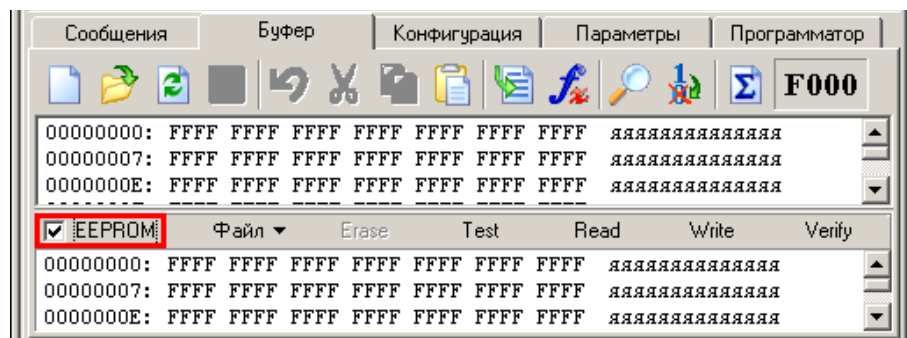 Сообщения Буфер Конфигурация Параметры Программатор
F000
00000000: FFFF FFFF FFFF FFFF FFFF FFFF FFFF яяяяяяяяяяяяяя
00000007: FFFF FFFF FFFF FFFF FFFF FFFF FFFF яяяяяяяяяяяяяя
0000000E: FFFF FFFF FFFF FFFF FFFF FFFF FFFF яяяяяяяяяяяяяя
EEPROM Файл Erase Test Read Write Verify
00000000: FFFF FFFF FFFF FFFF FFFF FFFF FFFF яяяяяяяяяяяяяя
00000007: FFFF FFFF FFFF FFFF FFFF FFFF FFFF яяяяяяяяяяяяяя
0000000E: FFFF FFFF FFFF FFFF FFFF FFFF FFFF яяяяяяяяяяяяяя